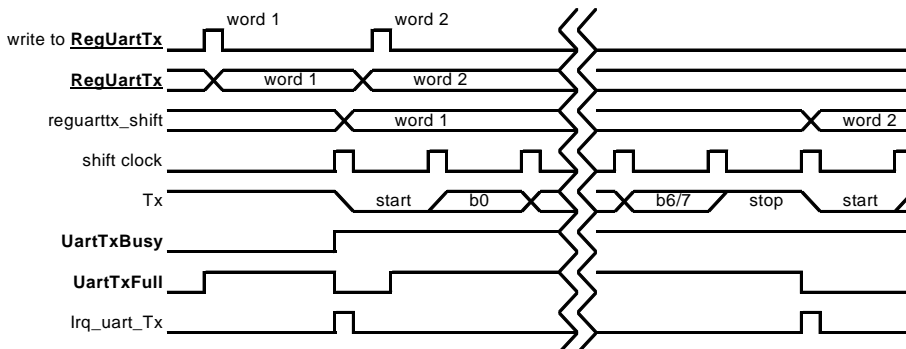 word 1 word 2
write to RegUartTx
RegUartTx word 1 word 2
reguarttx_shift word 1 word 2
shift clock
Tx start b0 b6/7 stop start
UartTxBusy
UartTxFull
Irq_uart_Tx